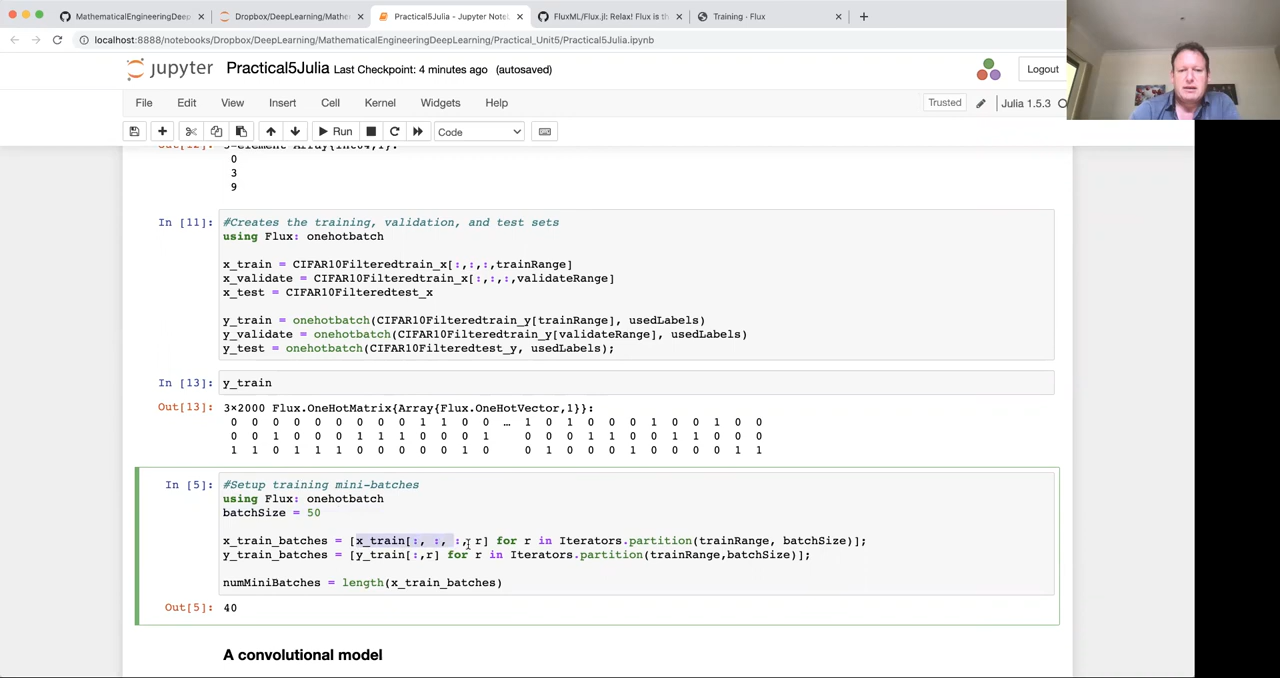 MathematicalEngineeringDeep
Dropbox/DeepLearning/Mathem
Practical5Julia - Jupyter Note
FluxML/Flux.jl: Relax! Flux is th
Training · Flux
localhost:8888/notebooks/Dropbox/DeepLearning/MathematicalEngineeringDeepLearning/Practical_Unit5/Practical5Julia.ipynb
jupyter Practical5Julia Last Checkpoint: 4 minutes ago (autosaved) Logout
File Edit View Insert Cell Kernel Widgets Help Trusted Julia 1.5.3
Run Code
Out[12]: 3-element Array{Int64,1}:
0
3
9
In [11]: #Creates the training, validation, and test sets
using Flux: onehotbatch
x_train = CIFAR10Filteredtrain_x[:,:,:,trainRange]
x_validate = CIFAR10Filteredtrain_x[:,:,:,validateRange]
x_test = CIFAR10Filteredtest_x
y_train = onehotbatch(CIFAR10Filteredtrain_y[trainRange], usedLabels)
y_validate = onehotbatch(CIFAR10Filteredtrain_y[validateRange], usedLabels)
y_test = onehotbatch(CIFAR10Filteredtest_y, usedLabels);
In [13]: y_train
Out[13]: 3×2000 Flux.OneHotMatrix{Array{Flux.OneHotVector,1}}:
0 0 0 0 0 0 0 0 0 1 1 0 0 … 1 0 1 0 0 0 1 0 0 1 0 0
0 0 1 0 0 0 1 1 1 0 0 0 1 0 0 0 1 1 0 0 1 1 0 0 0
1 1 0 1 1 1 0 0 0 0 0 1 0 0 1 0 0 0 1 0 0 0 0 1 1
In [5]: #Setup training mini-batches
using Flux: onehotbatch
batchSize = 50
x_train_batches = [x_train[:, :, :, r] for r in Iterators.partition(trainRange, batchSize)];
y_train_batches = [y_train[:,r] for r in Iterators.partition(trainRange,batchSize)];
numMiniBatches = length(x_train_batches)
Out[5]: 40
A convolutional model